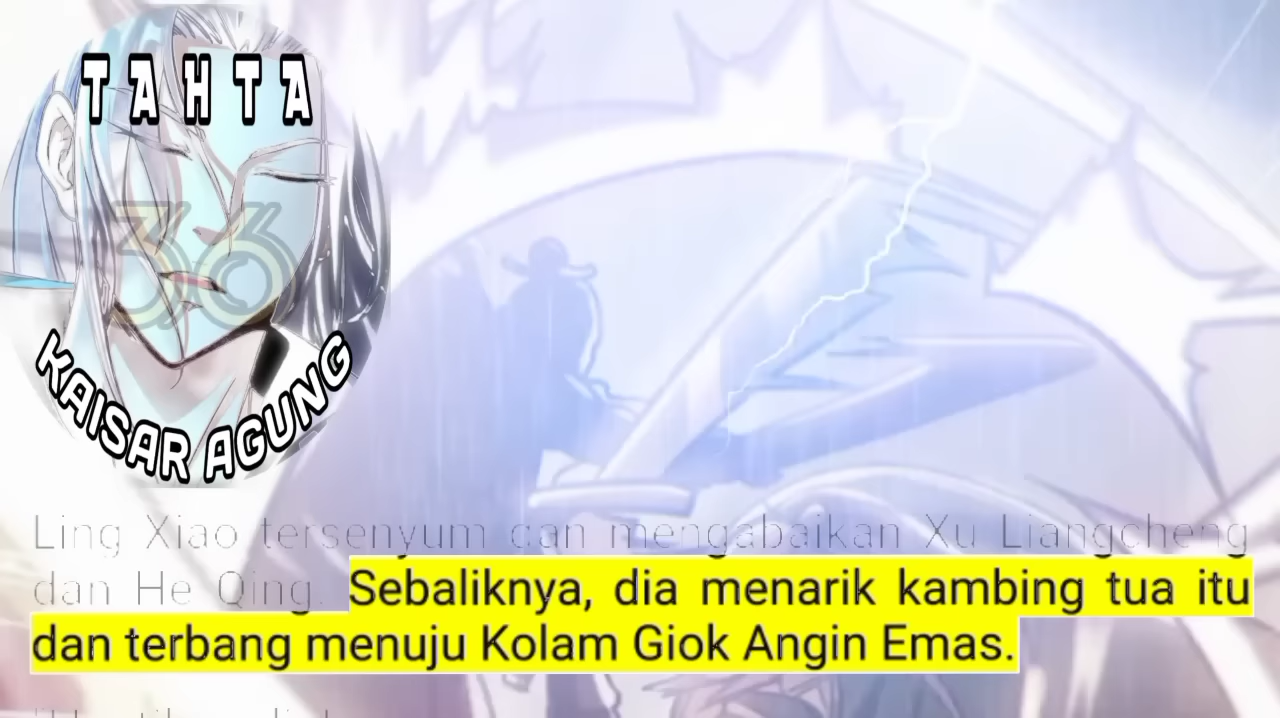 TAHTA
36
KAISAR AGUNG
Ling Xiao tersenyum dan mengabaikan Xu Liangcheng
dan He Qing. Sebaliknya, dia menarik kambing tua itu
dan terbang menuju Kolam Giok Angin Emas.